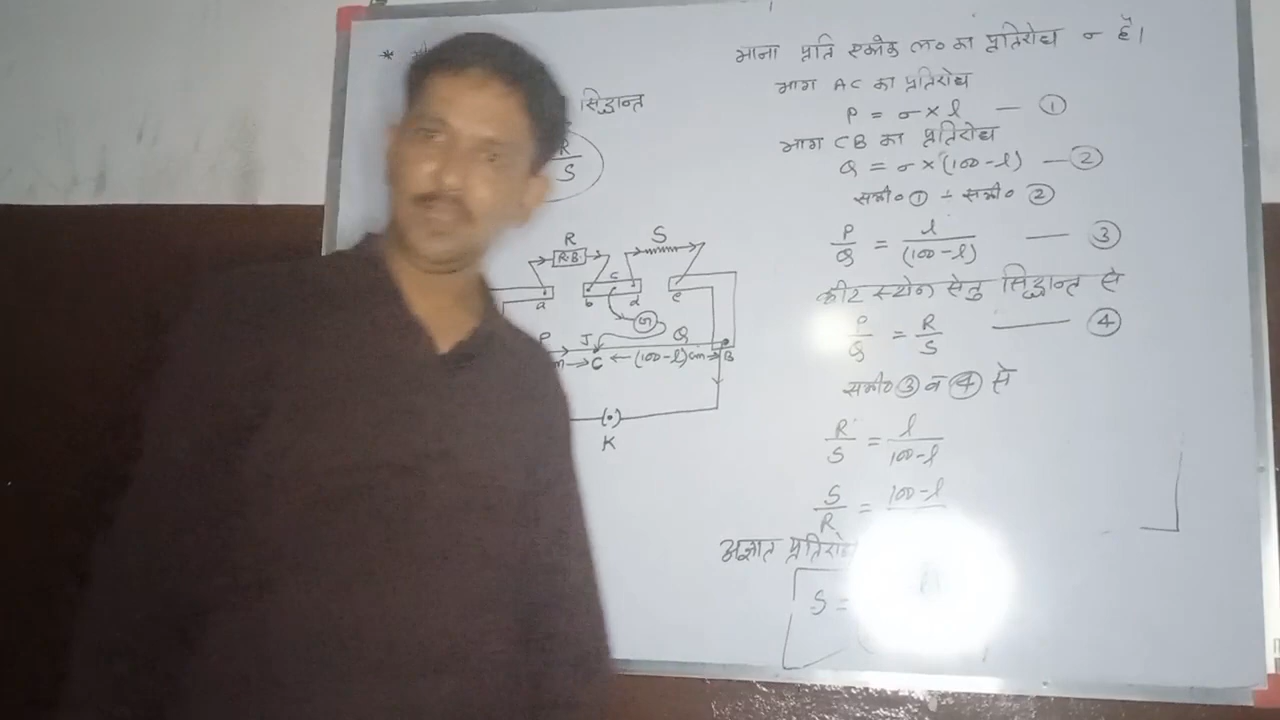 *
सिद्धान्त
R
S
R S
R.B.
a b c d e
G
P J Q
m→C ←(100-l)cm→B
(•)
K
माना प्रति एकांक ल० का प्रतिरोध σ है।
भाग AC का प्रतिरोध
P = σ×l — ①
भाग CB का प्रतिरोध
Q = σ×(100-l) — ②
समी० ① ÷ समी० ②
P/Q = l/(100-l) — ③
व्हीट स्टोन सेतु सिद्धान्त से
P/Q = R/S — ④
समी० ③ व ④ से
R/S = l/100-l
S/R = 100-l
अज्ञात प्रतिरोध
S =